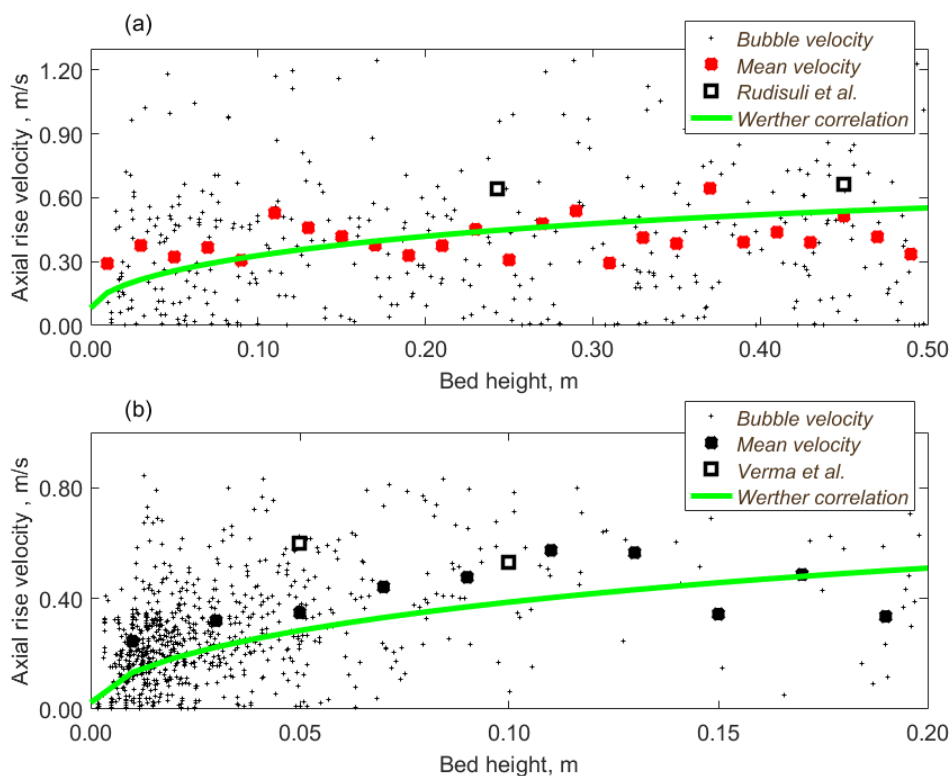 (a)
Bubble velocity
Mean velocity
Rudisuli et al.
Werther correlation
Axial rise velocity , m/s
1.20
0.90
0.60
0.30
0.00
0.00 0.10 0.20 0.30 0.40 0.50
Bed height, m
(b)
Bubble velocity
Mean velocity
Verma et al.
Werther correlation
Axial rise velocity , m/s
0.80
0.40
0.00
0.00 0.05 0.10 0.15 0.20
Bed height, m